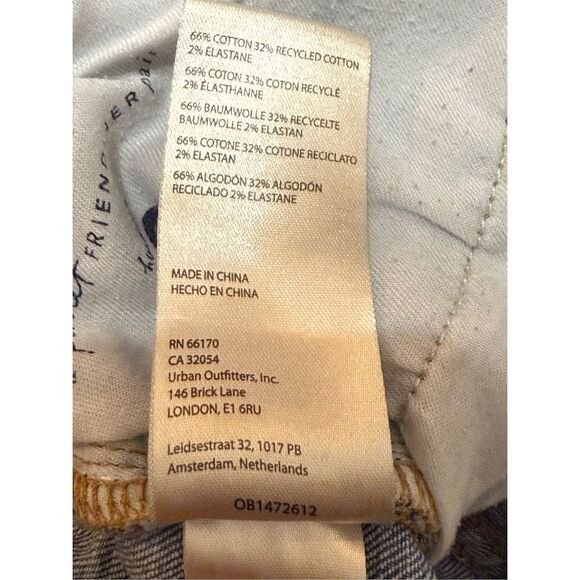 66% COTTON 32% RECYCLED COTTON
2% ELASTANE
66% COTON 32% COTON RECYCLÉ
2% ÉLASTHANNE
66% BAUMWOLLE 32% RECYCELTE
BAUMWOLLE 2% ELASTAN
66% COTONE 32% COTONE RECICLATO
2% ELASTAN
66% ALGODÓN 32% ALGODÓN
RECICLADO 2% ELASTANE
MADE IN CHINA
HECHO EN CHINA
RN 66170
CA 32054
Urban Outfitters, Inc.
146 Brick Lane
LONDON, E1 6RU
Leidsestraat 32, 1017 PB
Amsterdam, Netherlands
OB1472612